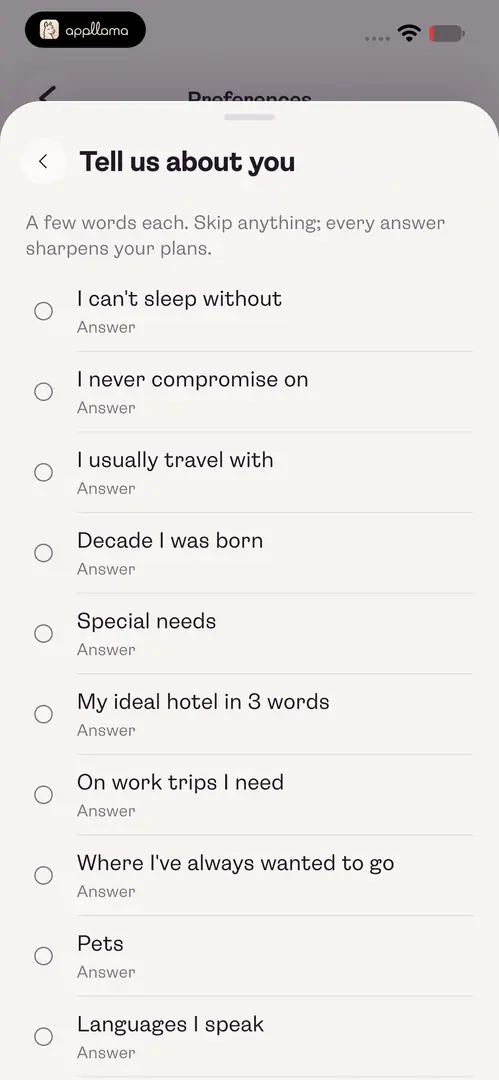 appllama
Preferences
Tell us about you
A few words each. Skip anything; every answer
sharpens your plans.
I can't sleep without
Answer
I never compromise on
Answer
I usually travel with
Answer
Decade I was born
Answer
Special needs
Answer
My ideal hotel in 3 words
Answer
On work trips I need
Answer
Where I've always wanted to go
Answer
Pets
Answer
Languages I speak
Answer